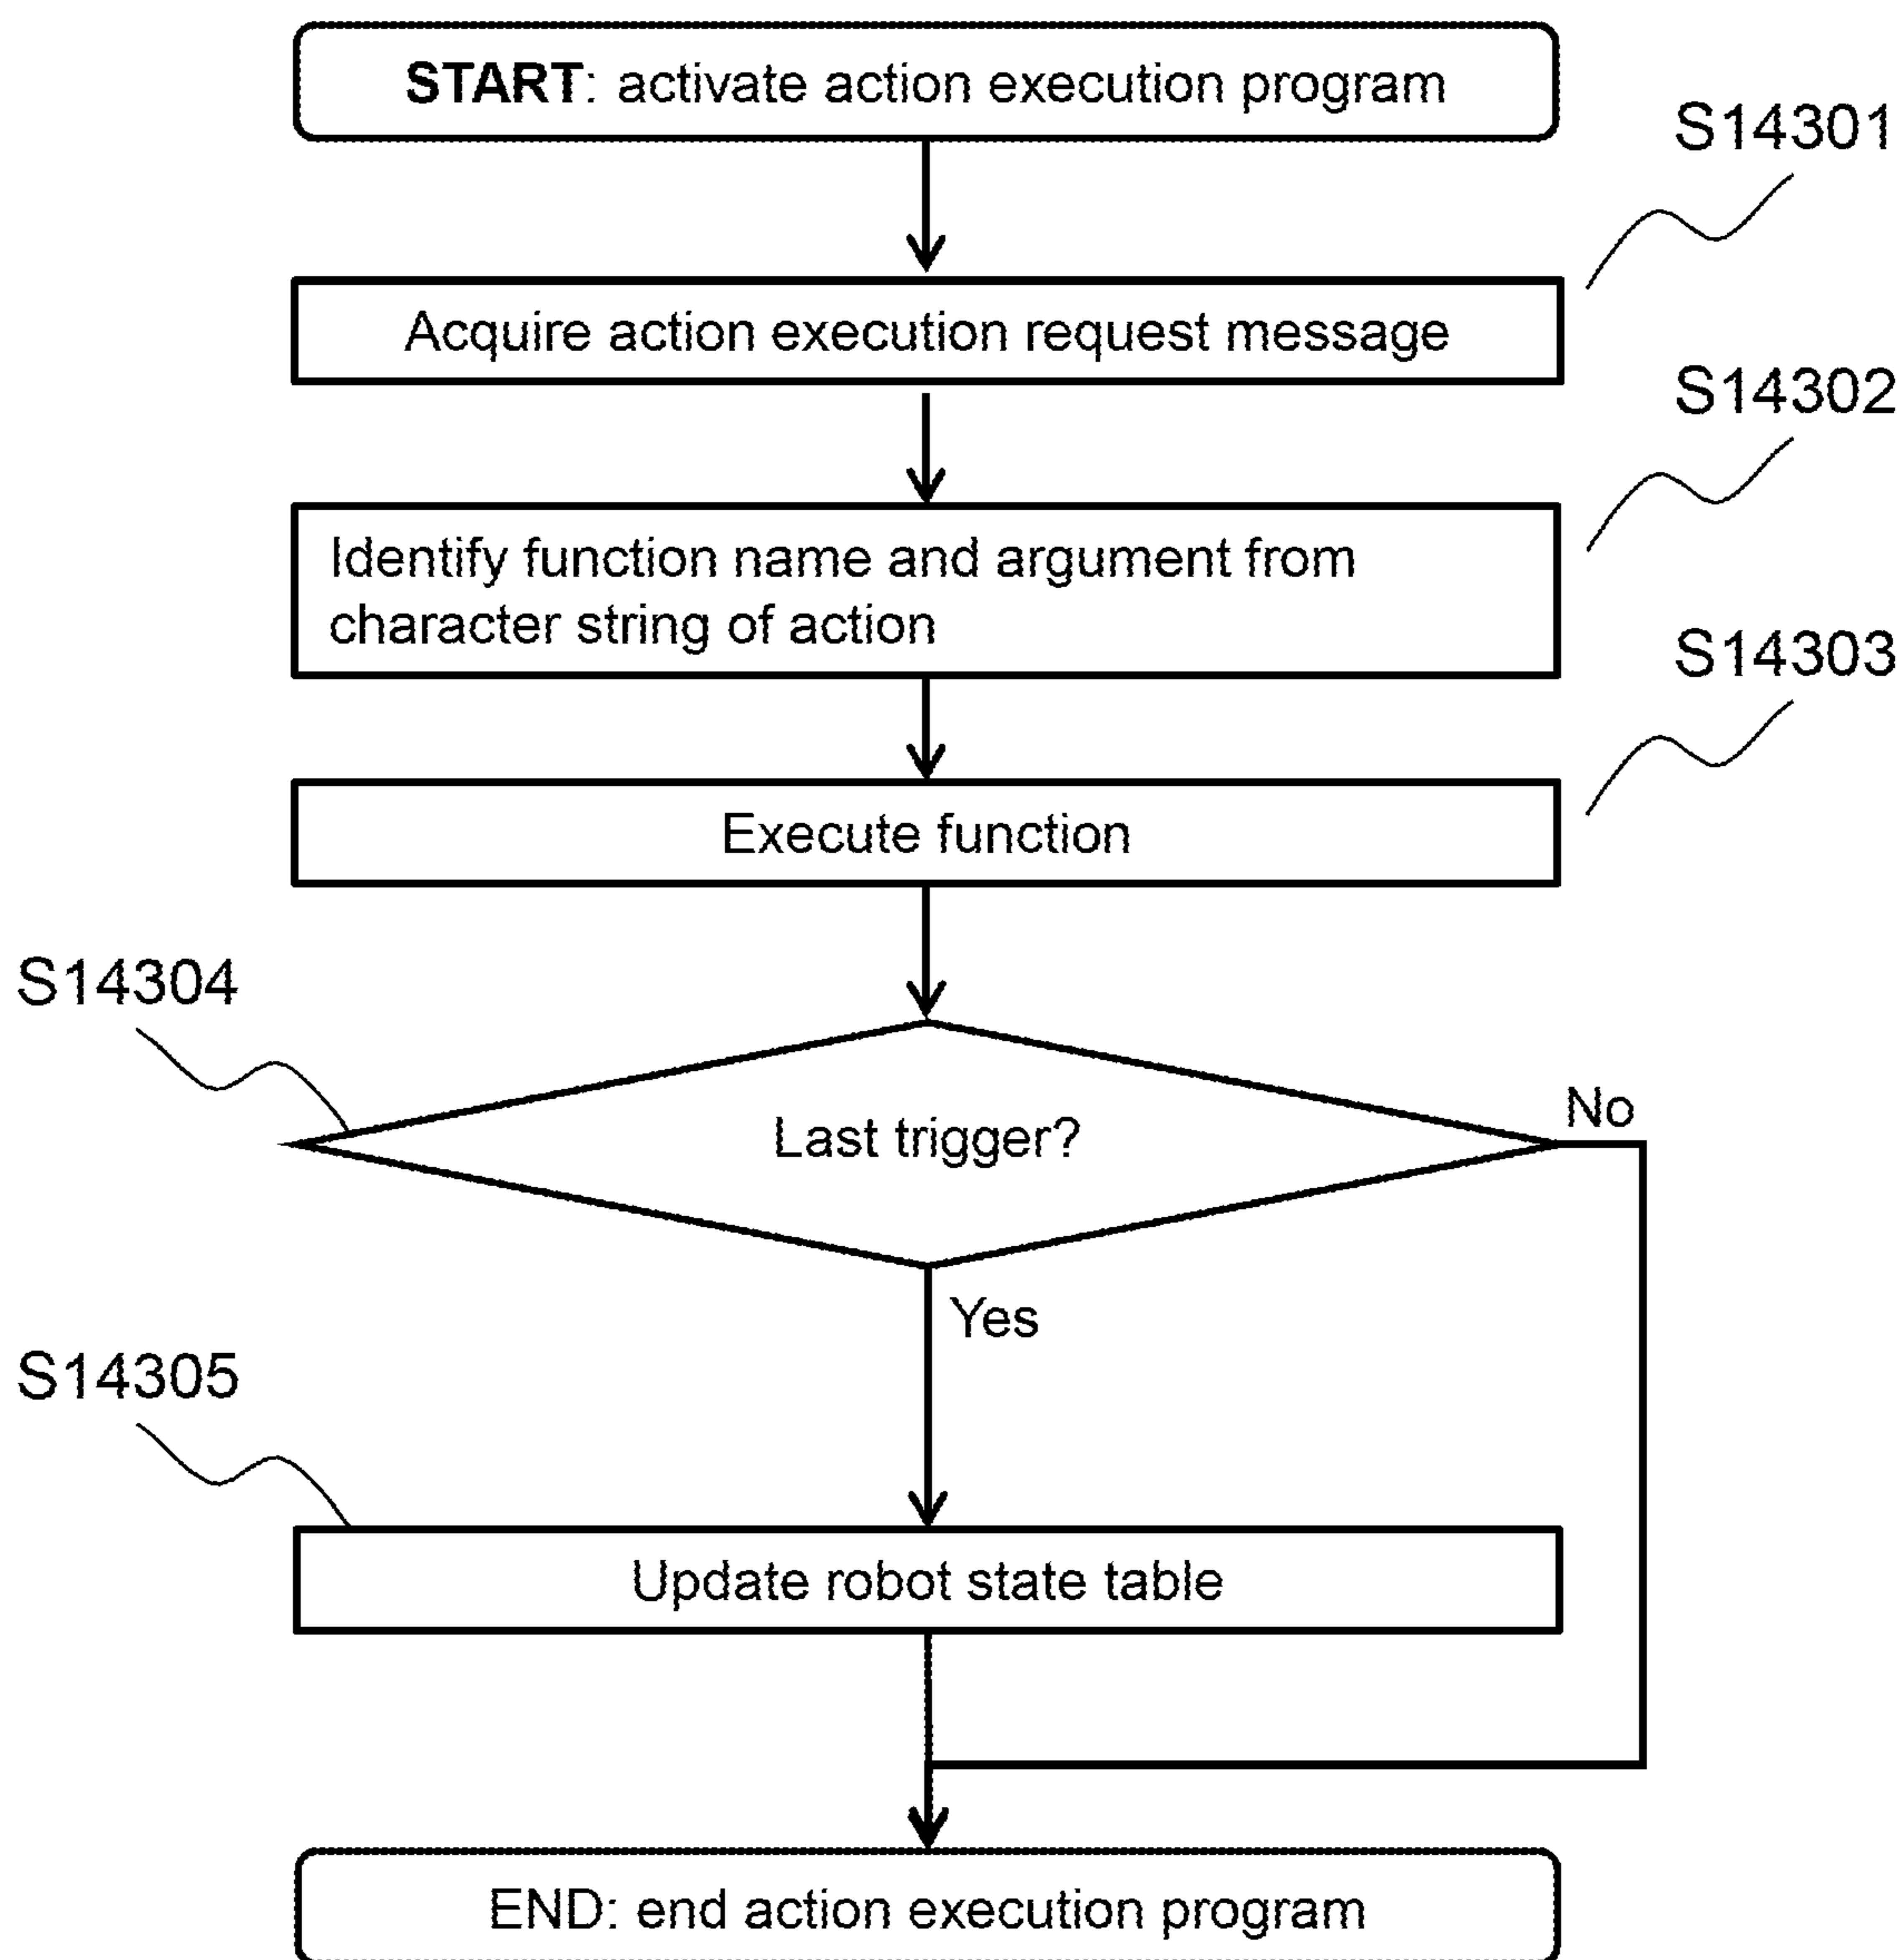 START: activate action execution program
S14301
Acquire action execution request message
S14302
Identify function name and argument from
character string of action
S14303
Execute function
S14304
Last trigger?
No
Yes
S14305
Update robot state table
END: end action execution program